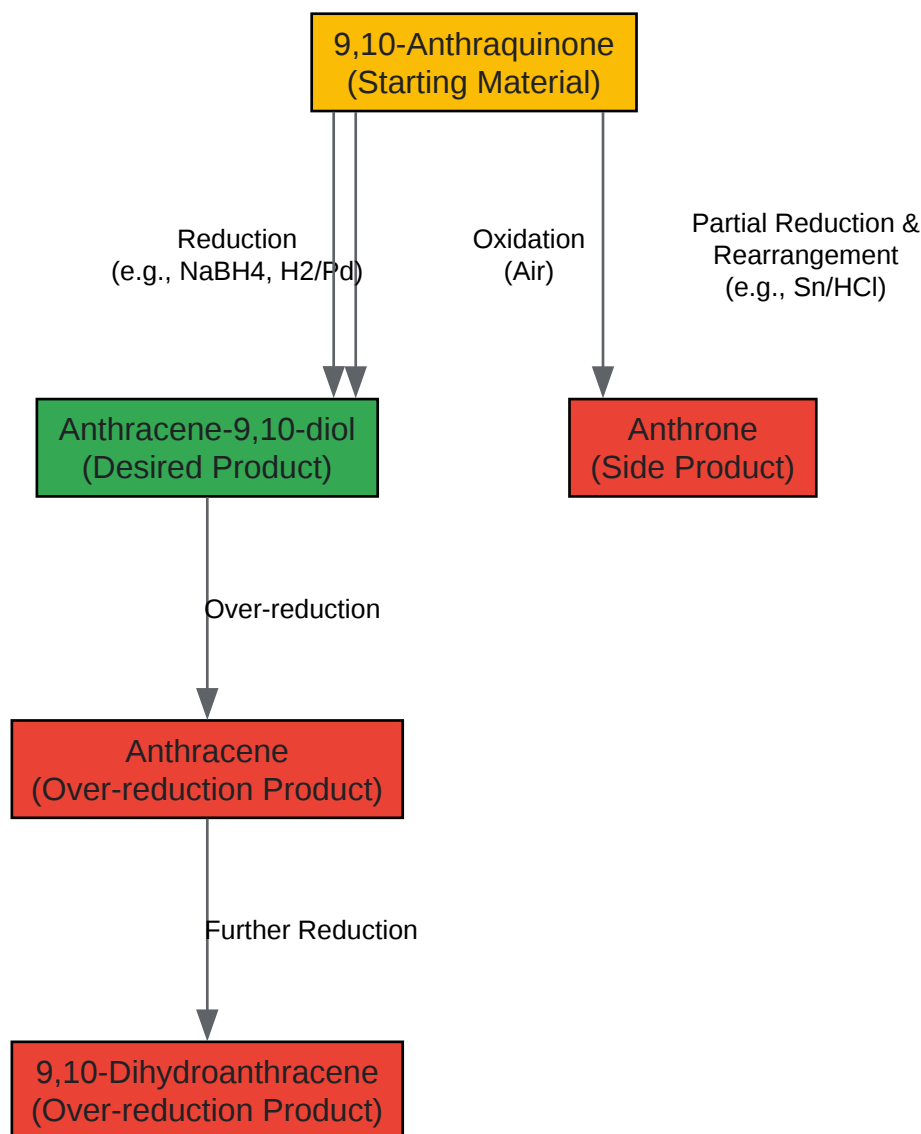 9,10-Anthraquinone
(Starting Material)
Reduction
(e.g., NaBH4, H2/Pd)
Oxidation
(Air)
Partial Reduction &
Rearrangement
(e.g., Sn/HCl)
Anthracene-9,10-diol
(Desired Product)
Anthrone
(Side Product)
Over-reduction
Anthracene
(Over-reduction Product)
Further Reduction
9,10-Dihydroanthracene
(Over-reduction Product)